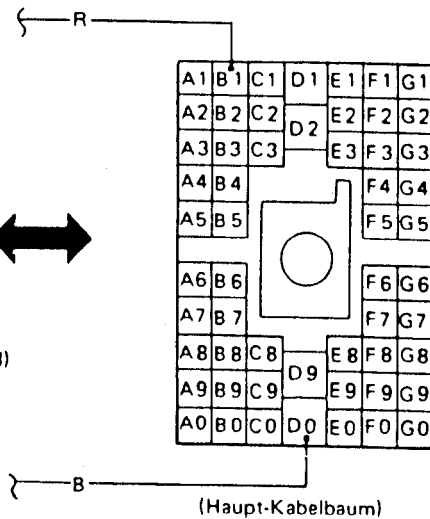 R
A1 B1 C1 D1 E1 F1 G1
A2 B2 C2 D2 E2 F2 G2
A3 B3 C3 E3 F3 G3
A4 B4 F4 G4
A5 B5 F5 G5
A6 B6 F6 G6
A7 B7 F7 G7
A8 B8 C8 D9 E8 F8 G8
A9 B9 C9 E9 F9 G9
A0 B0 C0 D0 E0 F0 G0
B
(Haupt-Kabelbaum)